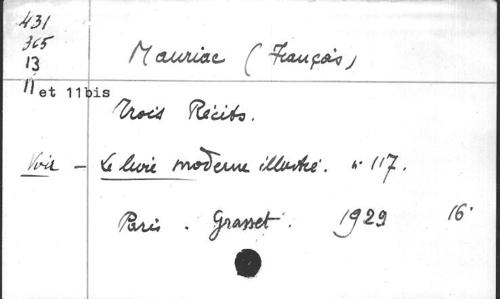 431
365
13
11 et 11bis
Mauriac (François)
Trois Récits.
Voir - Le livre moderne illustré. n° 117.
Paris. Grasset. 1929 16°